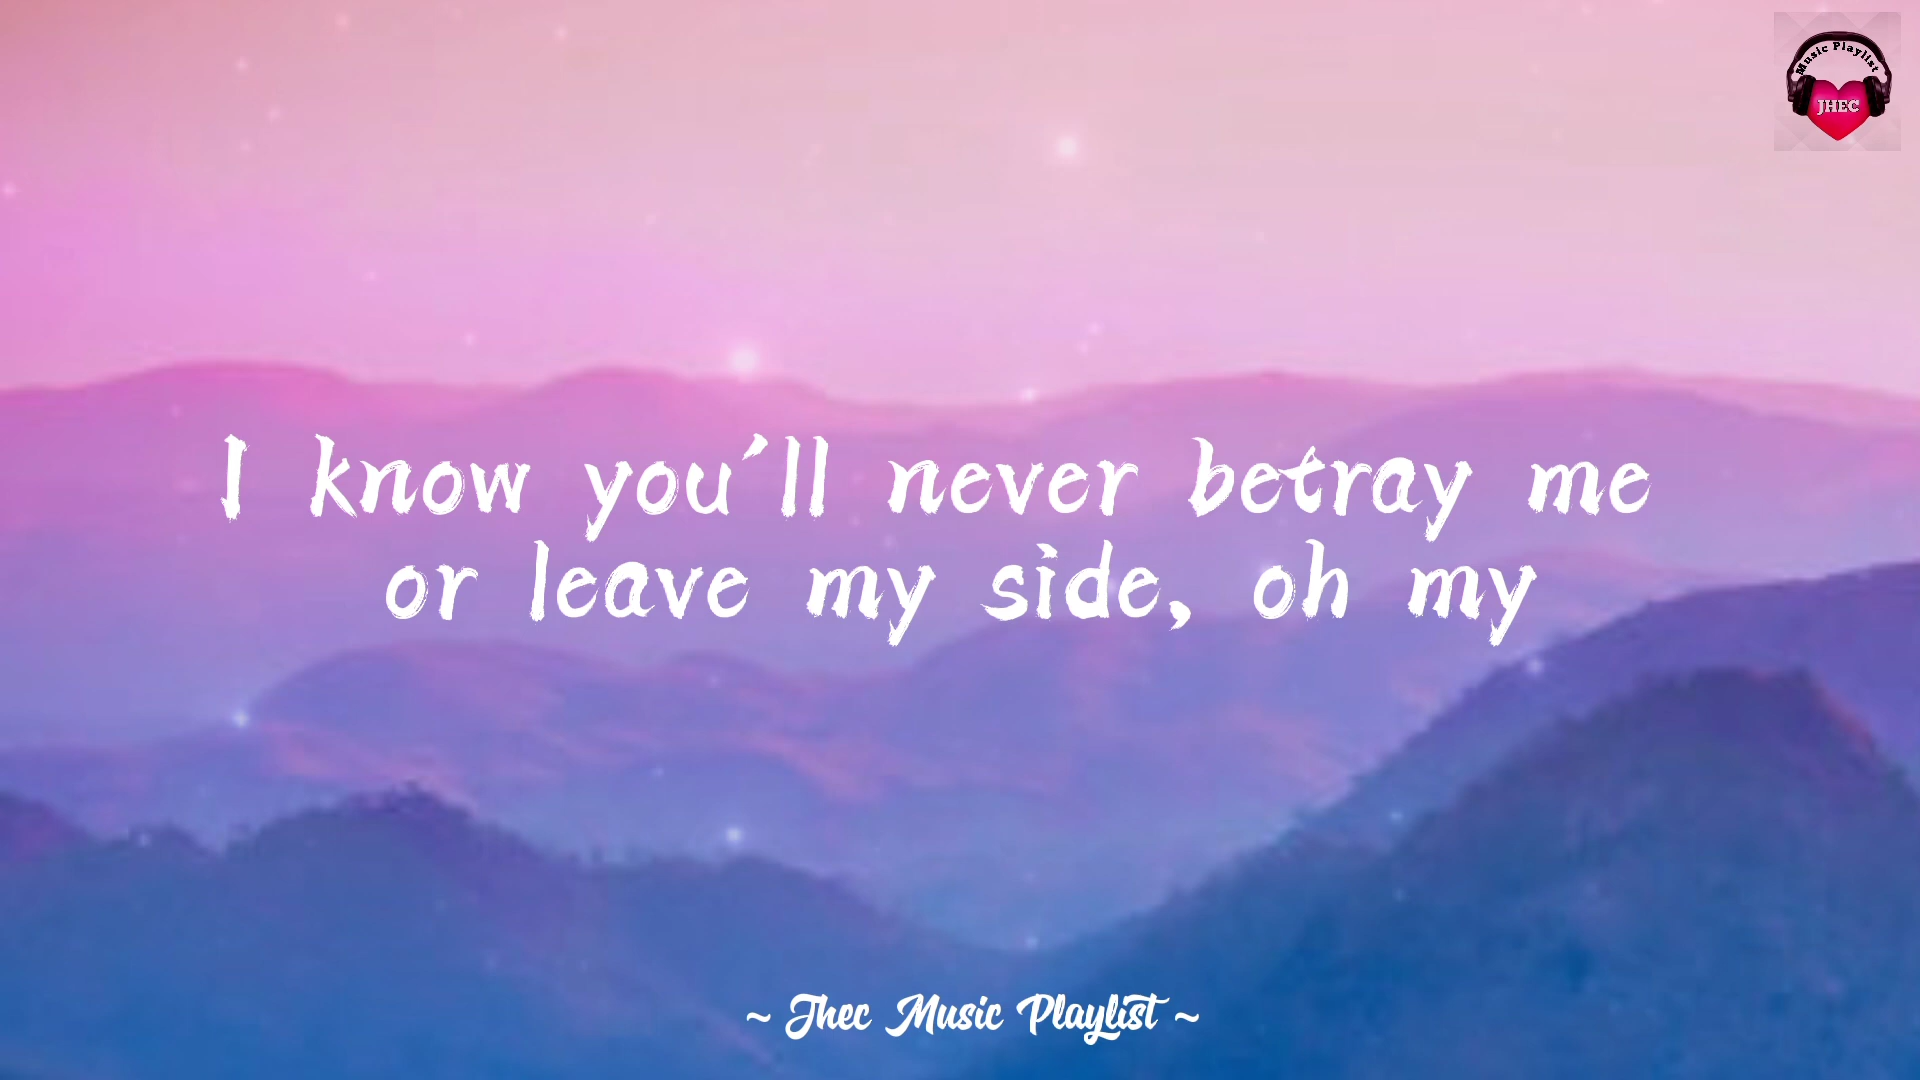 Music Playlist
JHEC
I know you'll never betray me
or leave my side, oh my
~ Jhec Music Playlist ~